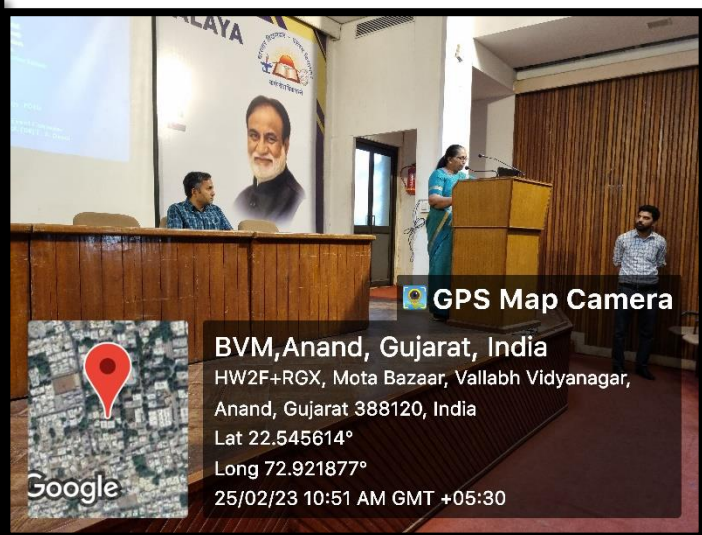 ALAYA
GPS Map Camera
BVM,Anand, Gujarat, India
HW2F+RGX, Mota Bazaar, Vallabh Vidyanagar,
Anand, Gujarat 388120, India
Lat 22.545614°
Long 72.921877°
25/02/23 10:51 AM GMT +05:30
Google